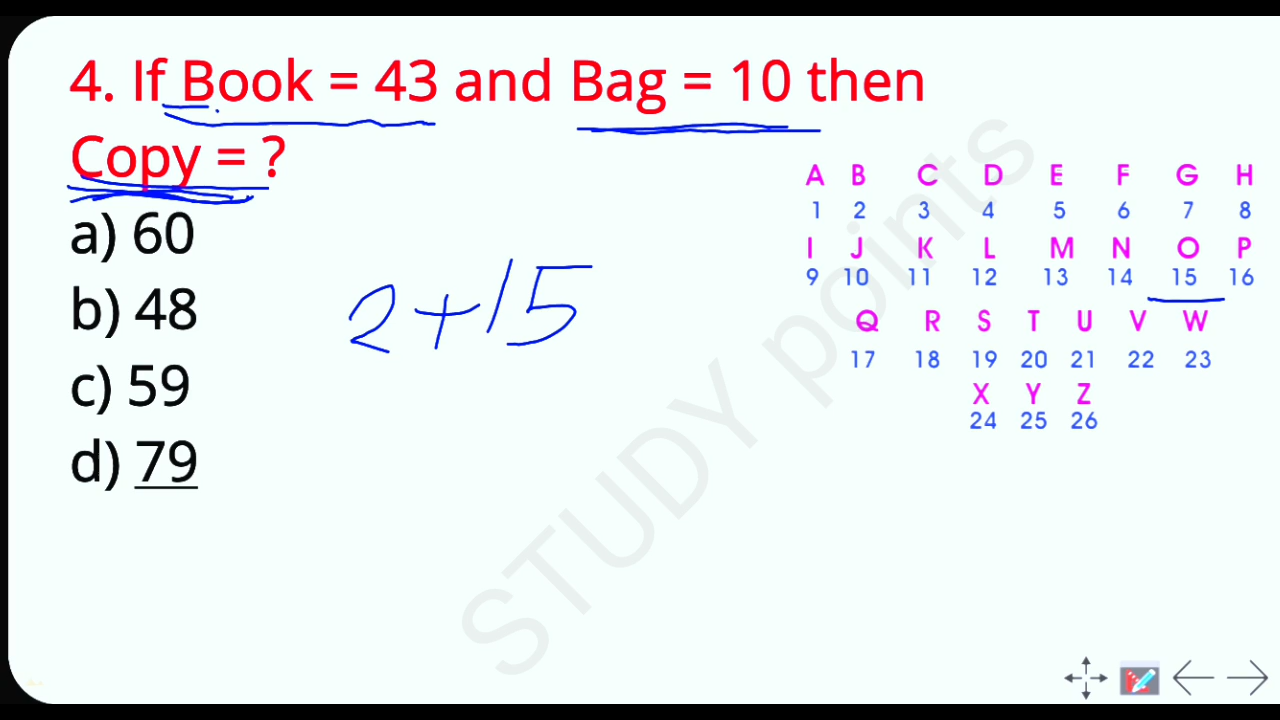 4. If Book = 43 and Bag = 10 then
Copy = ?
a) 60
b) 48
c) 59
d) 79
2+15
A B C D E F G H
1 2 3 4 5 6 7 8
I J K L M N O P
9 10 11 12 13 14 15 16
Q R S T U V W
17 18 19 20 21 22 23
X Y Z
24 25 26
STUDY points